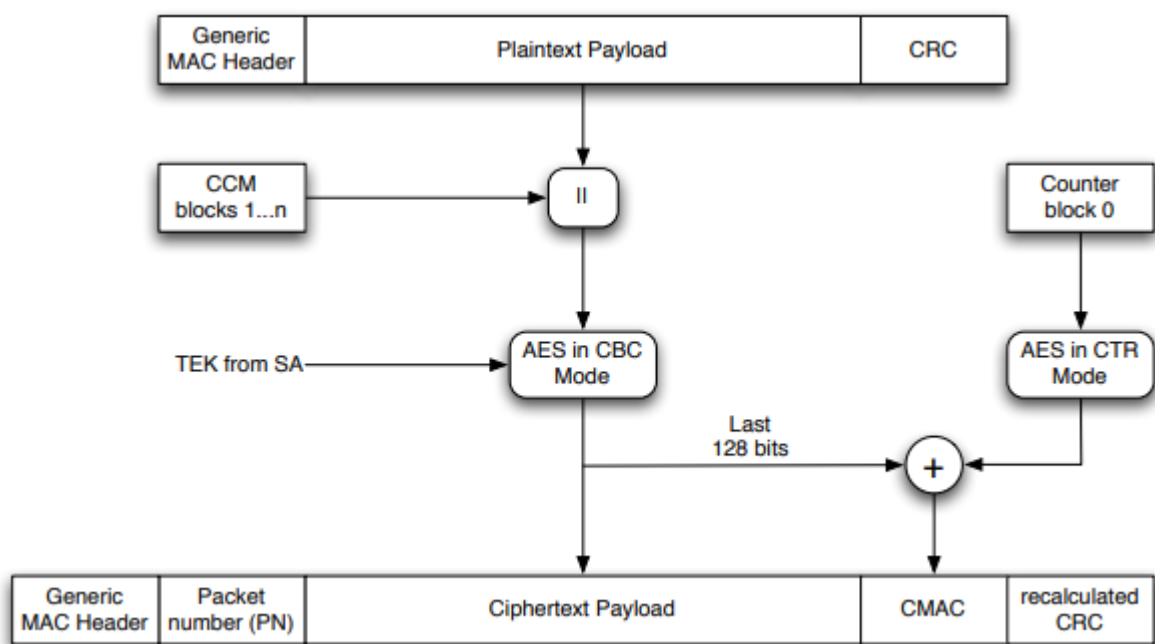 Generic
MAC Header
Plaintext Payload
CRC
CCM
blocks 1...n
II
Counter
block 0
TEK from SA
AES in CBC
Mode
AES in CTR
Mode
Last
128 bits
+
Generic
MAC Header
Packet
number (PN)
Ciphertext Payload
CMAC
recalculated
CRC